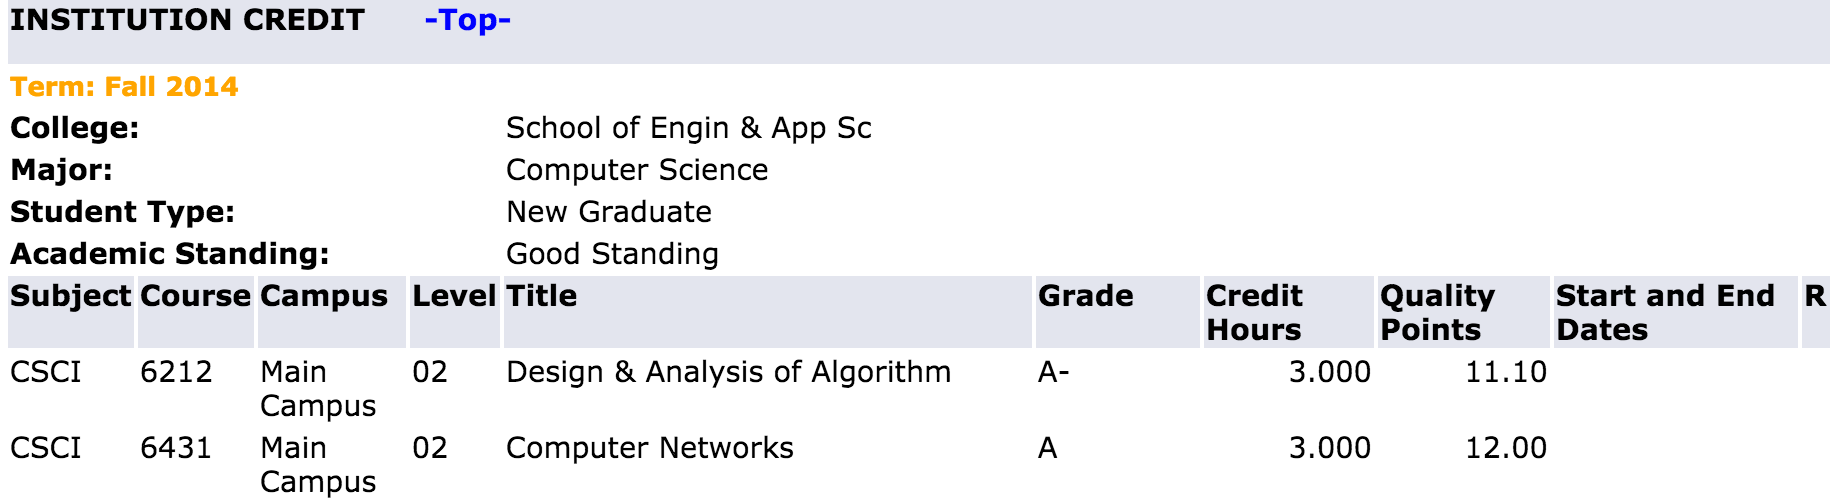 INSTITUTION CREDIT -Top-
Term: Fall 2014
College: School of Engin & App Sc
Major: Computer Science
Student Type: New Graduate
Academic Standing: Good Standing
Subject Course Campus Level Title Grade Credit Hours Quality Points Start and End Dates R
CSCI 6212 Main Campus 02 Design & Analysis of Algorithm A- 3.000 11.10
CSCI 6431 Main Campus 02 Computer Networks A 3.000 12.00